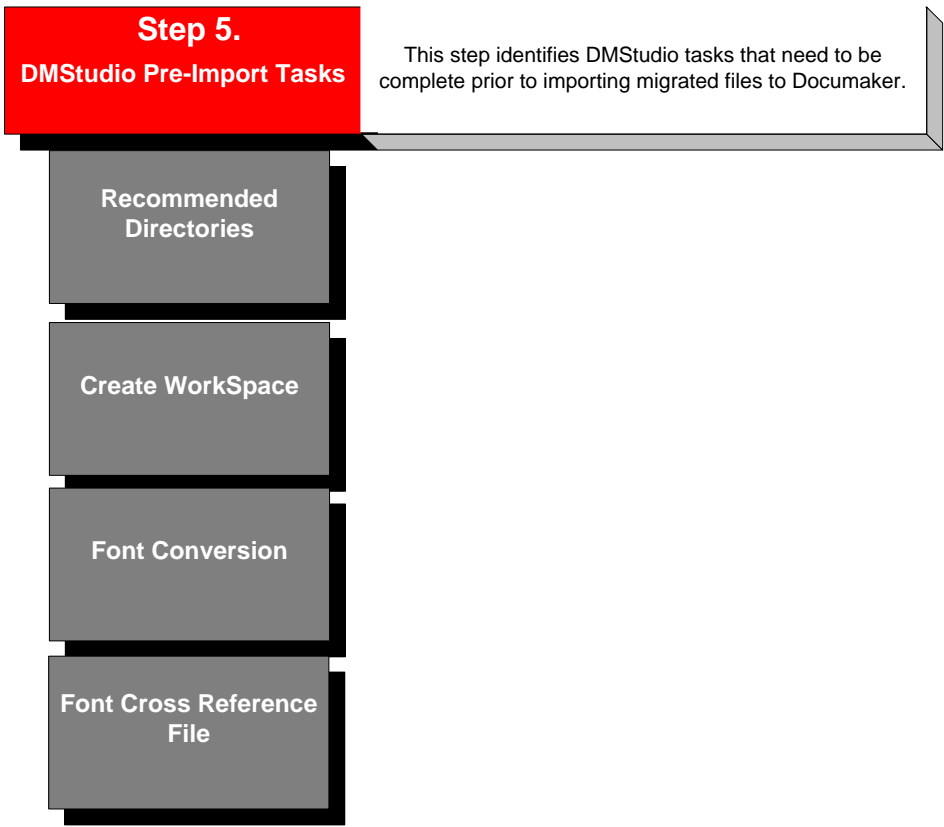 Step 5.
DMStudio Pre-Import Tasks
This step identifies DMStudio tasks that need to be
complete prior to importing migrated files to Documaker.
Recommended
Directories
Create WorkSpace
Font Conversion
Font Cross Reference
File